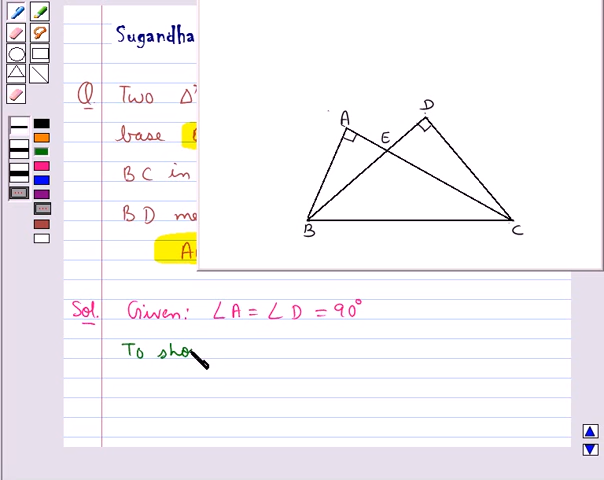 Sugandha
Q Two Δ
base
BC in
BD me
A
D
A
E
B
C
Sol. Given: ∠A = ∠D = 90°
To sho